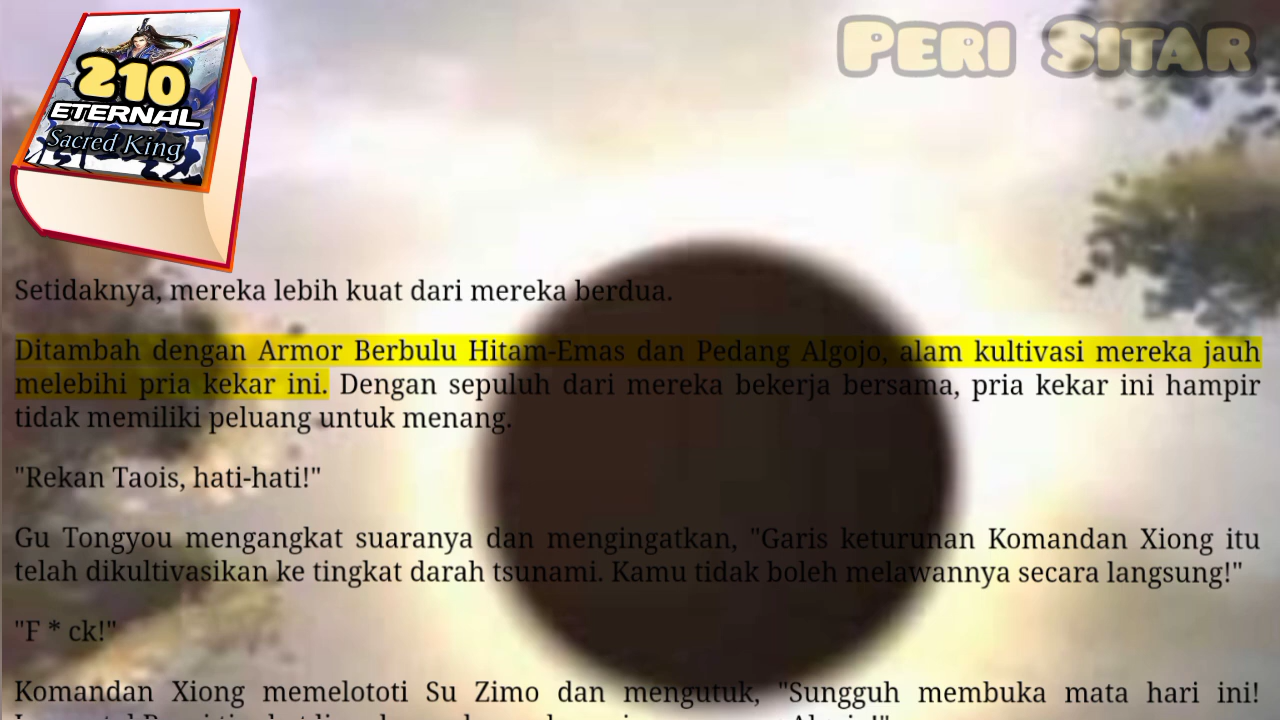 PERI SITAR
210
ETERNAL
Sacred King
Setidaknya, mereka lebih kuat dari mereka berdua.
Ditambah dengan Armor Berbulu Hitam-Emas dan Pedang Algojo, alam kultivasi mereka jauh
melebihi pria kekar ini. Dengan sepuluh dari mereka bekerja bersama, pria kekar ini hampir
tidak memiliki peluang untuk menang.
"Rekan Taois, hati-hati!"
Gu Tongyou mengangkat suaranya dan mengingatkan, "Garis keturunan Komandan Xiong itu
telah dikultivasikan ke tingkat darah tsunami. Kamu tidak boleh melawannya secara langsung!"
"F * ck!"
Komandan Xiong memelototi Su Zimo dan mengutuk, "Sungguh membuka mata hari ini!